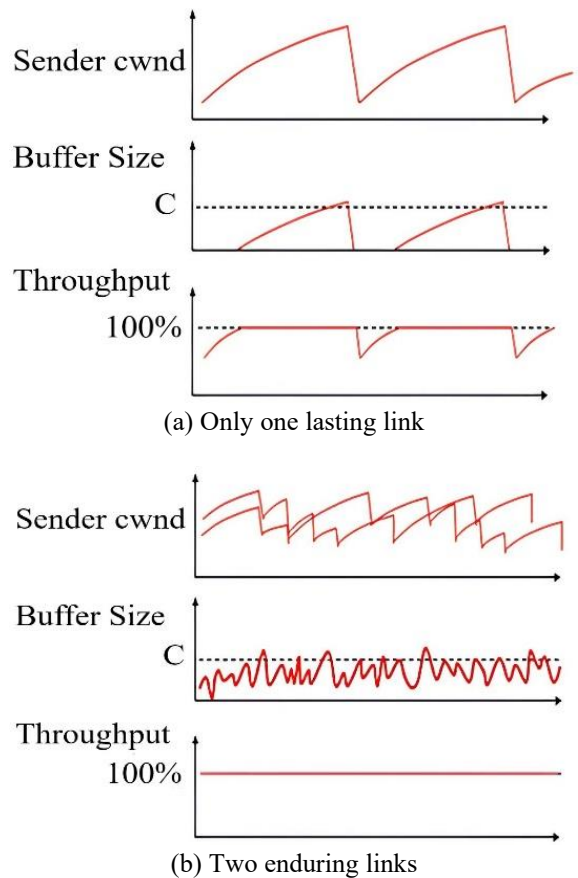 Sender cwnd
Buffer Size
C
Throughput
100%
(a) Only one lasting link
Sender cwnd
Buffer Size
C
Throughput
100%
(b) Two enduring links